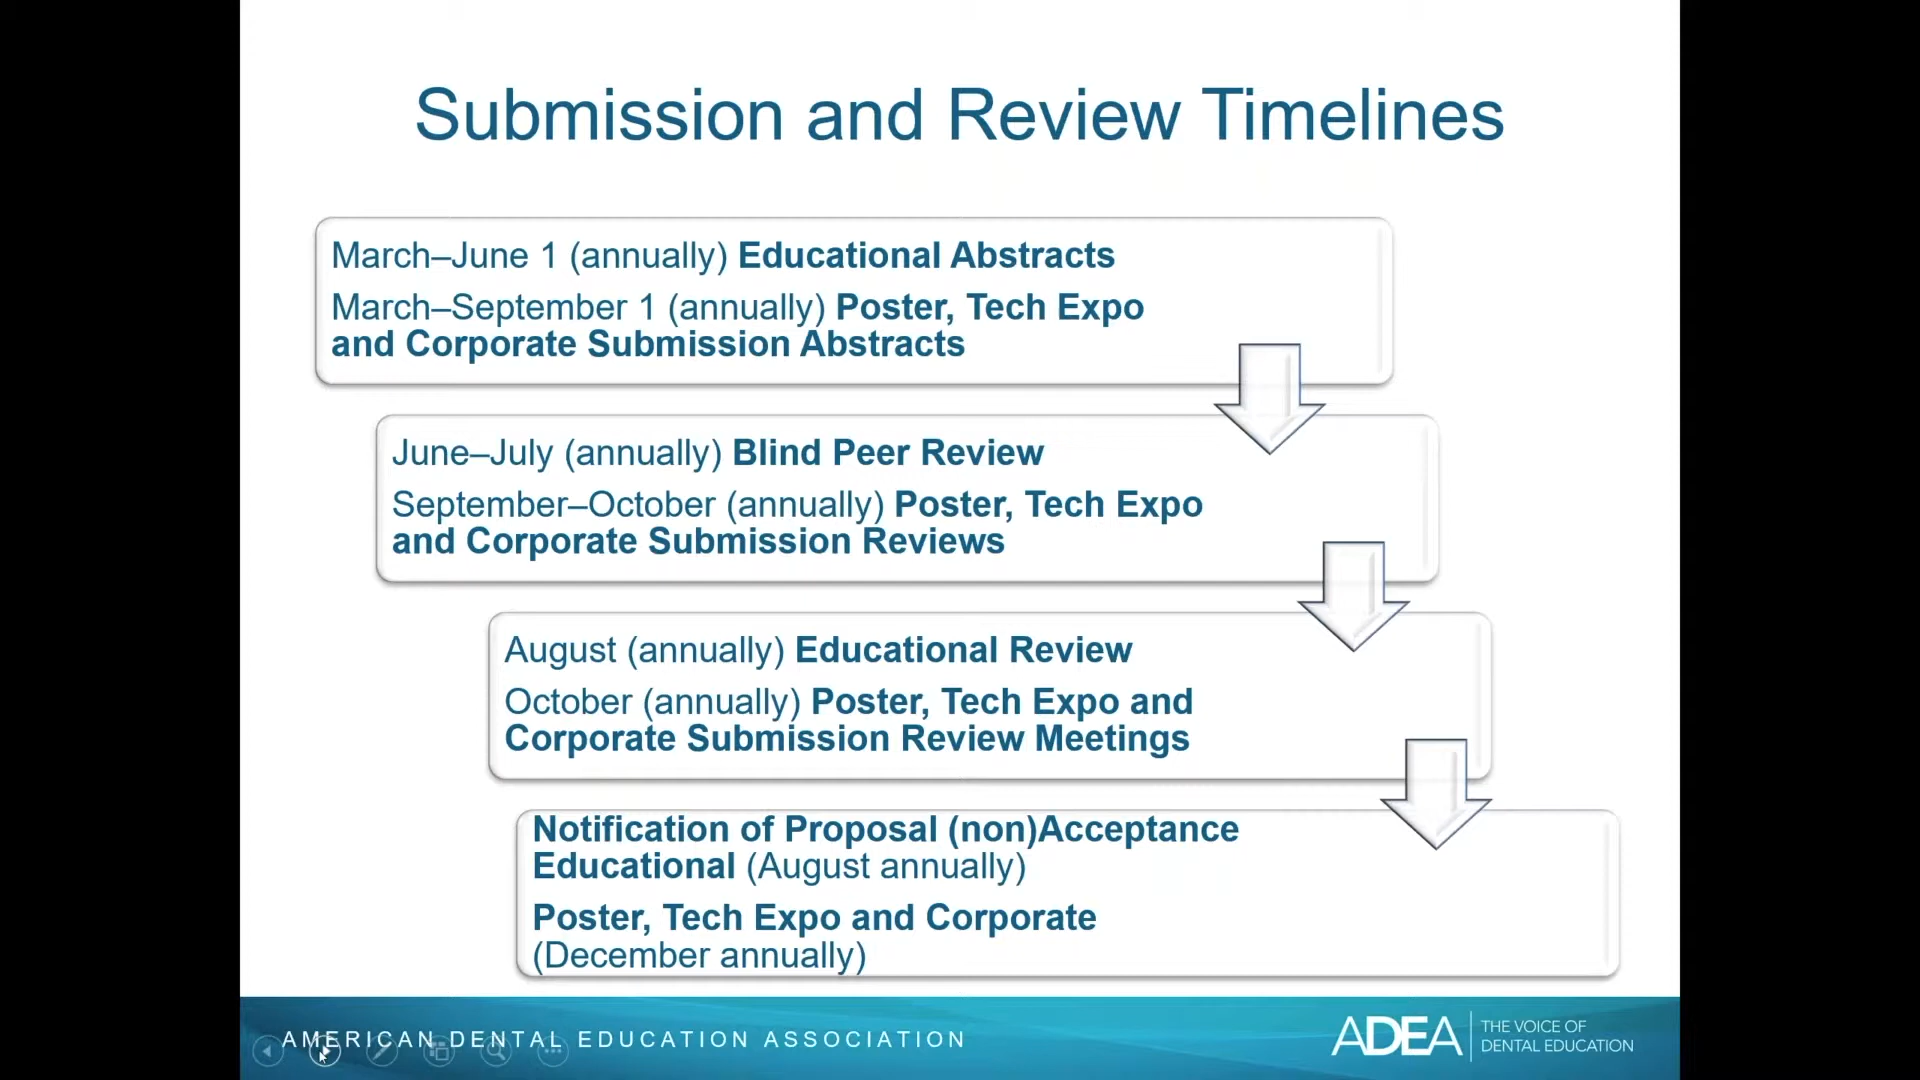 Submission and Review Timelines
March–June 1 (annually) Educational Abstracts
March–September 1 (annually) Poster, Tech Expo
and Corporate Submission Abstracts
June–July (annually) Blind Peer Review
September–October (annually) Poster, Tech Expo
and Corporate Submission Reviews
August (annually) Educational Review
October (annually) Poster, Tech Expo and
Corporate Submission Review Meetings
Notification of Proposal (non)Acceptance
Educational (August annually)
Poster, Tech Expo and Corporate
(December annually)
AMERICAN DENTAL EDUCATION ASSOCIATION
ADEA
THE VOICE OF
DENTAL EDUCATION